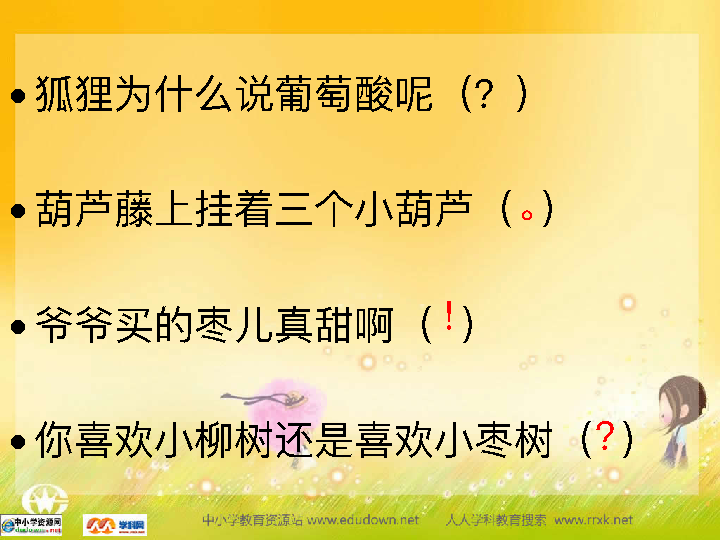 • 狐狸为什么说葡萄酸呢（? ）
• 葫芦藤上挂着三个小葫芦（ 。）
• 爷爷买的枣儿真甜啊（ ! ）
• 你喜欢小柳树还是喜欢小枣树（?）
中小学资源网 学科网 中小学教育资源站 www.edudown.net 人人学科教育搜索 www.rrxk.net